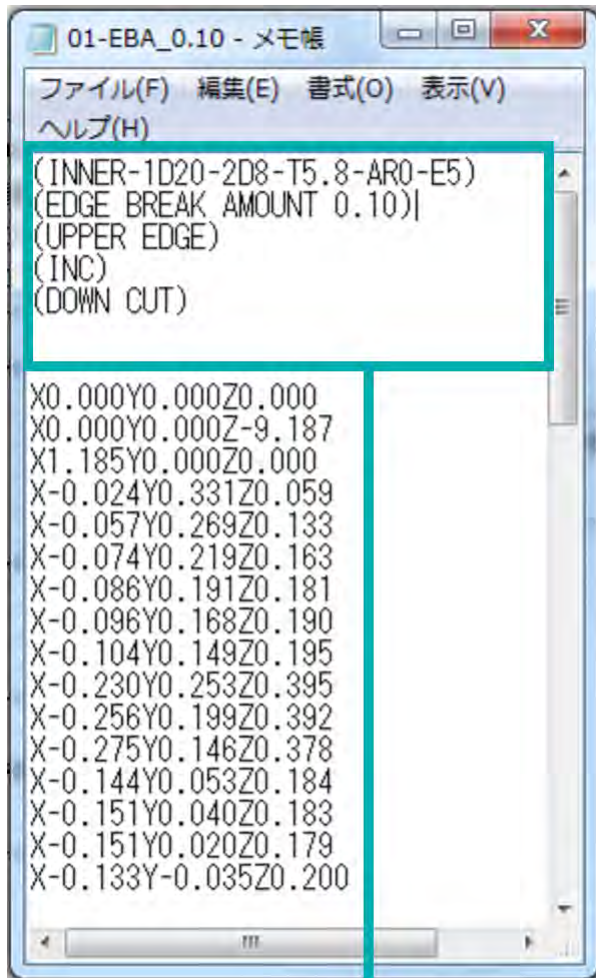 01-EBA_0.10 - メモ帳
ファイル(F) 編集(E) 書式(O) 表示(V)
ヘルプ(H)
(INNER-1D20-2D8-T5.8-AR0-E5)
(EDGE BREAK AMOUNT 0.10)
(UPPER EDGE)
(INC)
(DOWN CUT)
X0.000Y0.000Z0.000
X0.000Y0.000Z-9.187
X1.185Y0.000Z0.000
X-0.024Y0.331Z0.059
X-0.057Y0.269Z0.133
X-0.074Y0.219Z0.163
X-0.086Y0.191Z0.181
X-0.096Y0.168Z0.190
X-0.104Y0.149Z0.195
X-0.230Y0.253Z0.395
X-0.256Y0.199Z0.392
X-0.275Y0.146Z0.378
X-0.144Y0.053Z0.184
X-0.151Y0.040Z0.183
X-0.151Y0.020Z0.179
X-0.133Y-0.035Z0.200